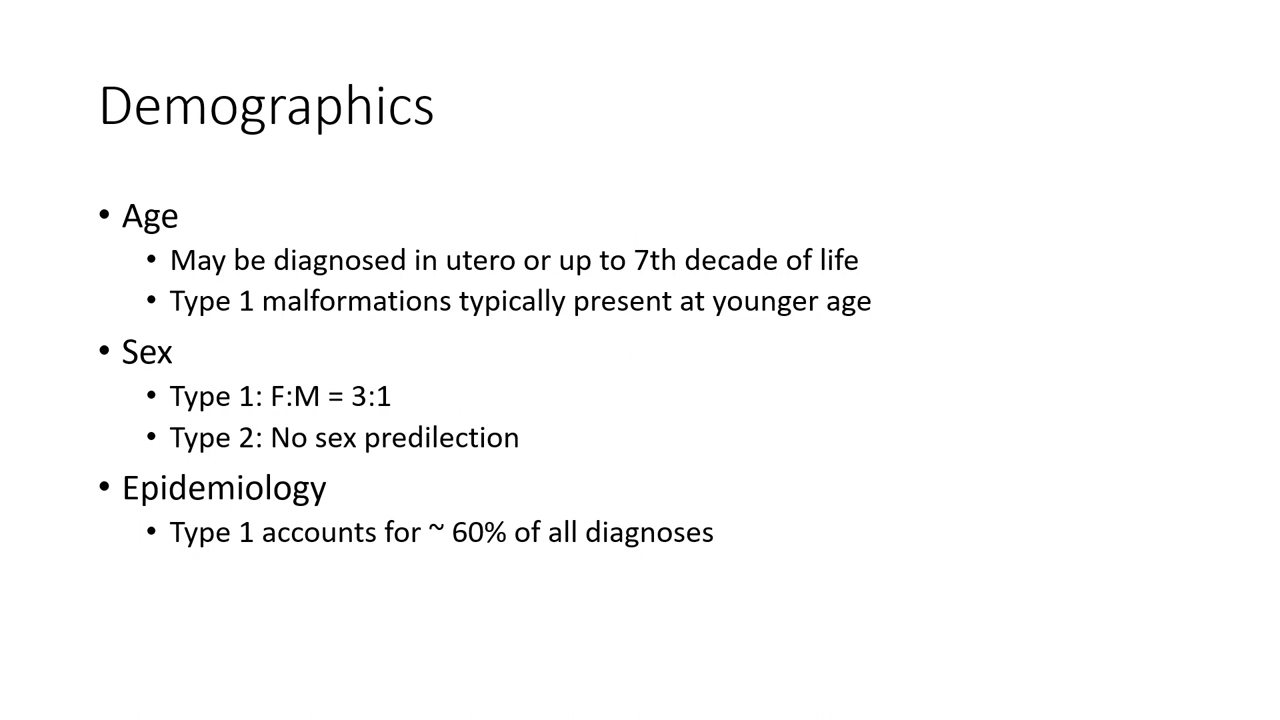 Demographics
• Age
• May be diagnosed in utero or up to 7th decade of life
• Type 1 malformations typically present at younger age
• Sex
• Type 1: F:M = 3:1
• Type 2: No sex predilection
• Epidemiology
• Type 1 accounts for ~ 60% of all diagnoses